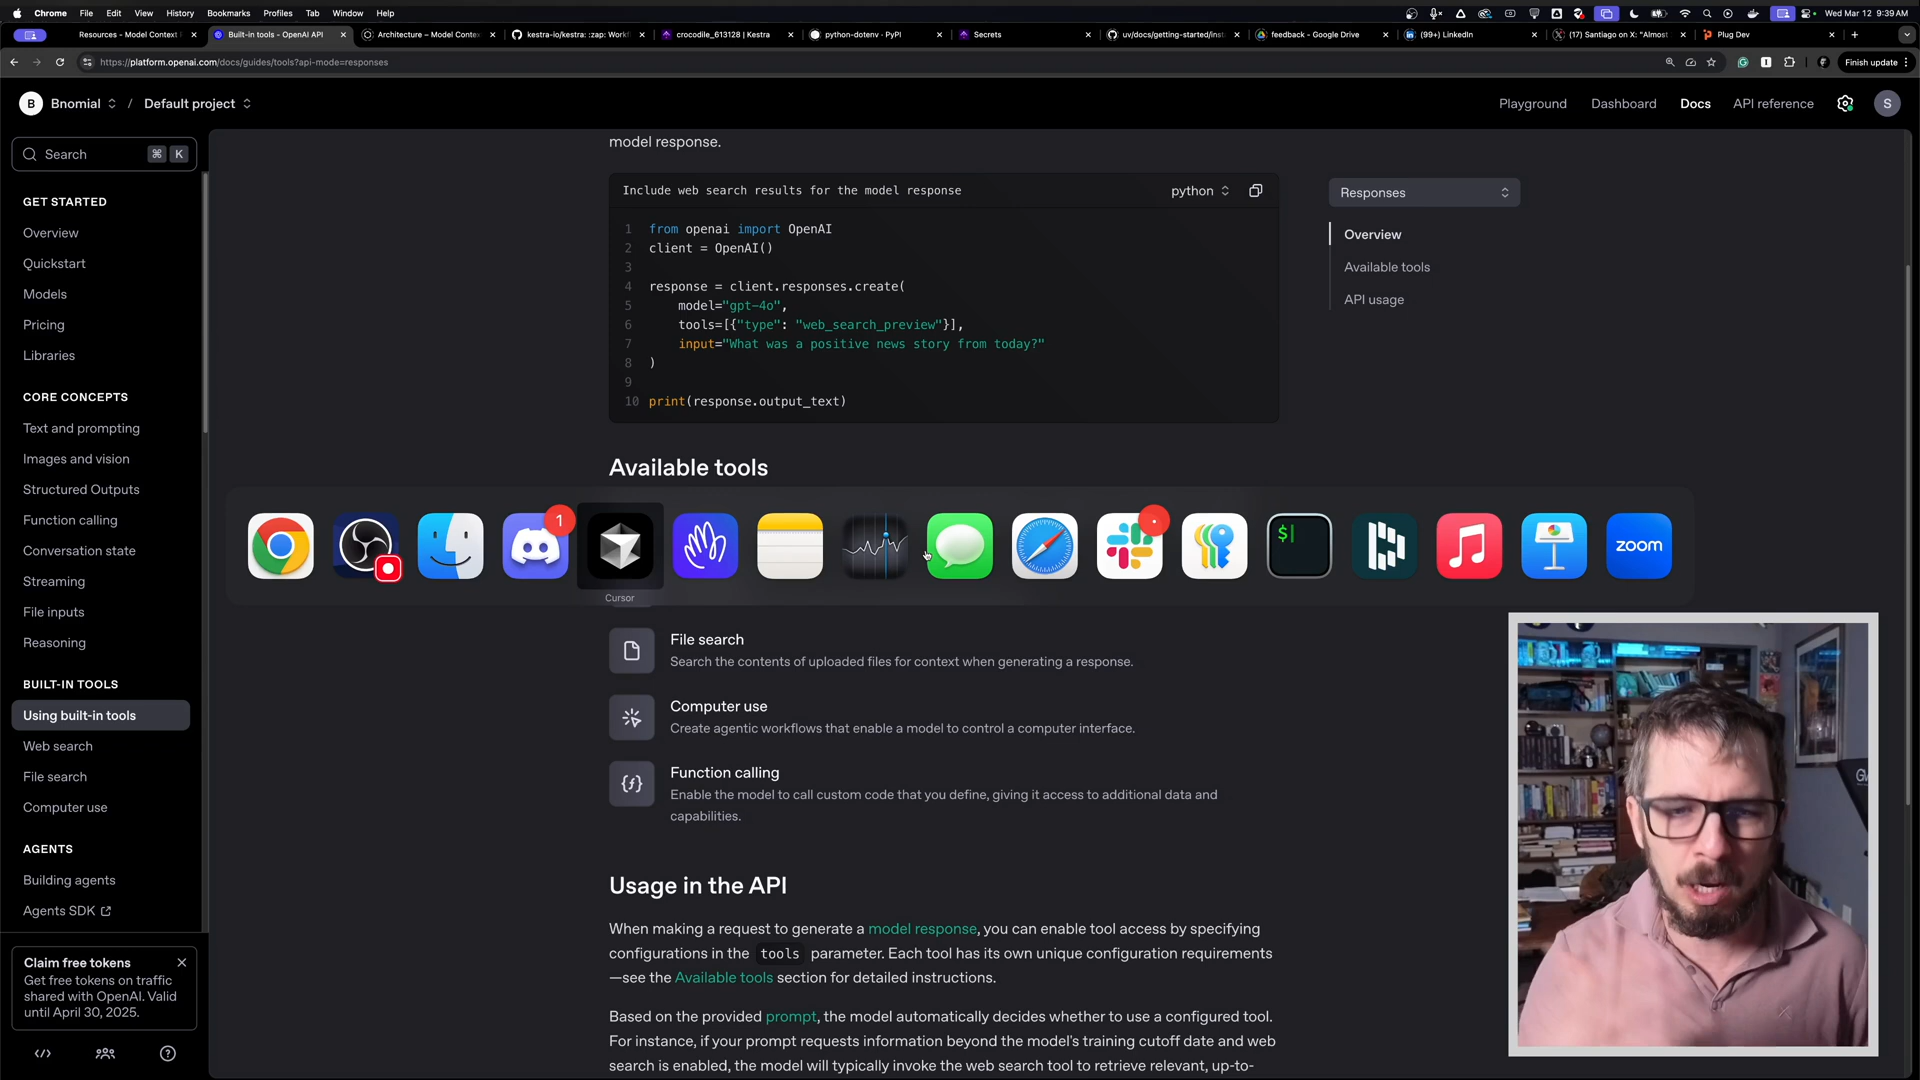 Chrome File Edit View History Bookmarks Profiles Tab Window Help
Wed Mar 12 9:39 AM
Resources - Model Context
Built-in tools - OpenAI API
Architecture – Model Contex
kestra-io/kestra: :zap: Workf
crocodile_613128 | Kestra
python-dotenv · PyPI
Secrets
uv/docs/getting-started/inst
feedback - Google Drive
(99+) LinkedIn
(17) Santiago on X: "Almost
Plug Dev
https://platform.openai.com/docs/guides/tools?api-mode=responses
Finish update
B Bnomial / Default project
Playground Dashboard Docs API reference S
Search ⌘ K
GET STARTED
Overview
Quickstart
Models
Pricing
Libraries
CORE CONCEPTS
Text and prompting
Images and vision
Structured Outputs
Function calling
Conversation state
Streaming
File inputs
Reasoning
BUILT-IN TOOLS
Using built-in tools
Web search
File search
Computer use
AGENTS
Building agents
Agents SDK
Claim free tokens
Get free tokens on traffic
shared with OpenAI. Valid
until April 30, 2025.
model response.
Include web search results for the model response python
1 from openai import OpenAI
2 client = OpenAI()
3
4 response = client.responses.create(
5 model="gpt-4o",
6 tools=[{"type": "web_search_preview"}],
7 input="What was a positive news story from today?"
8 )
9
10 print(response.output_text)
Responses
Overview
Available tools
API usage
Available tools
1
$
zoom
Cursor
File search
Search the contents of uploaded files for context when generating a response.
Computer use
Create agentic workflows that enable a model to control a computer interface.
Function calling
Enable the model to call custom code that you define, giving it access to additional data and
capabilities.
Usage in the API
When making a request to generate a model response, you can enable tool access by specifying
configurations in the tools parameter. Each tool has its own unique configuration requirements
—see the Available tools section for detailed instructions.
Based on the provided prompt, the model automatically decides whether to use a configured tool.
For instance, if your prompt requests information beyond the model's training cutoff date and web
search is enabled, the model will typically invoke the web search tool to retrieve relevant, up-to-